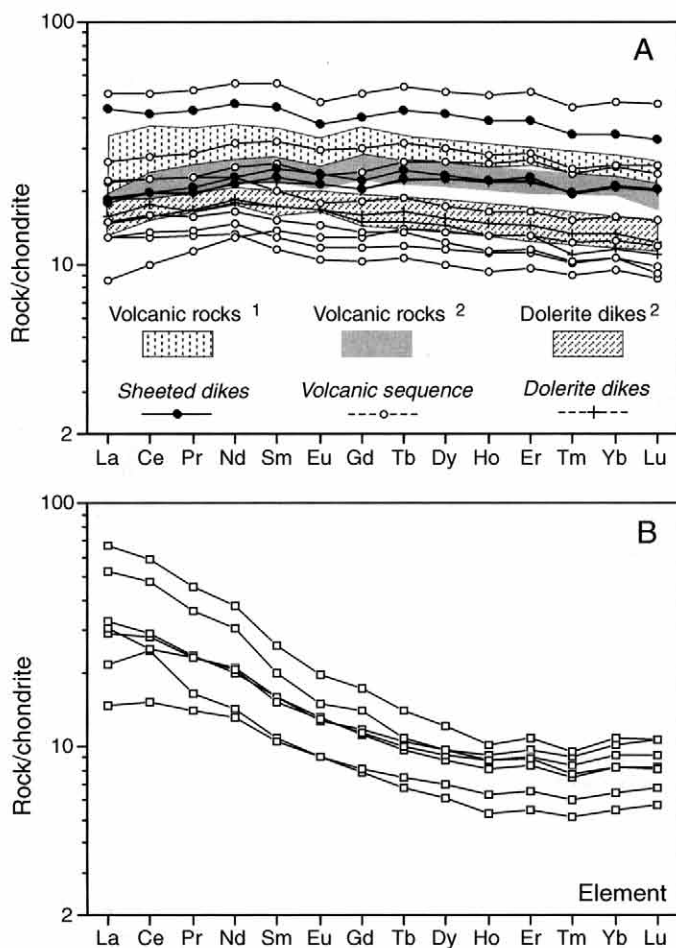 100
A
Rock/chondrite
10
Volcanic rocks 1 Volcanic rocks 2 Dolerite dikes 2
Sheeted dikes Volcanic sequence Dolerite dikes
2
La Ce Pr Nd Sm Eu Gd Tb Dy Ho Er Tm Yb Lu
100
B
Rock/chondrite
10
Element
2
La Ce Pr Nd Sm Eu Gd Tb Dy Ho Er Tm Yb Lu